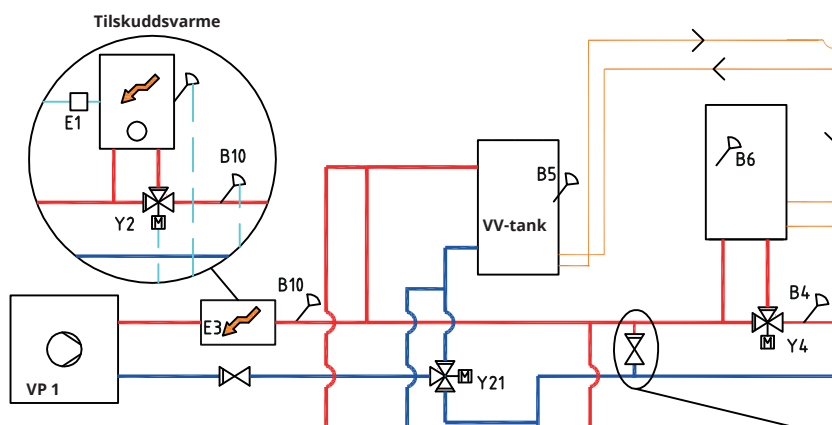 Tilskuddsvarme
E1
B10
Y2
M
B5
VV-tank
B6
B10
E3
VP 1
M
Y21
B4
M
Y4